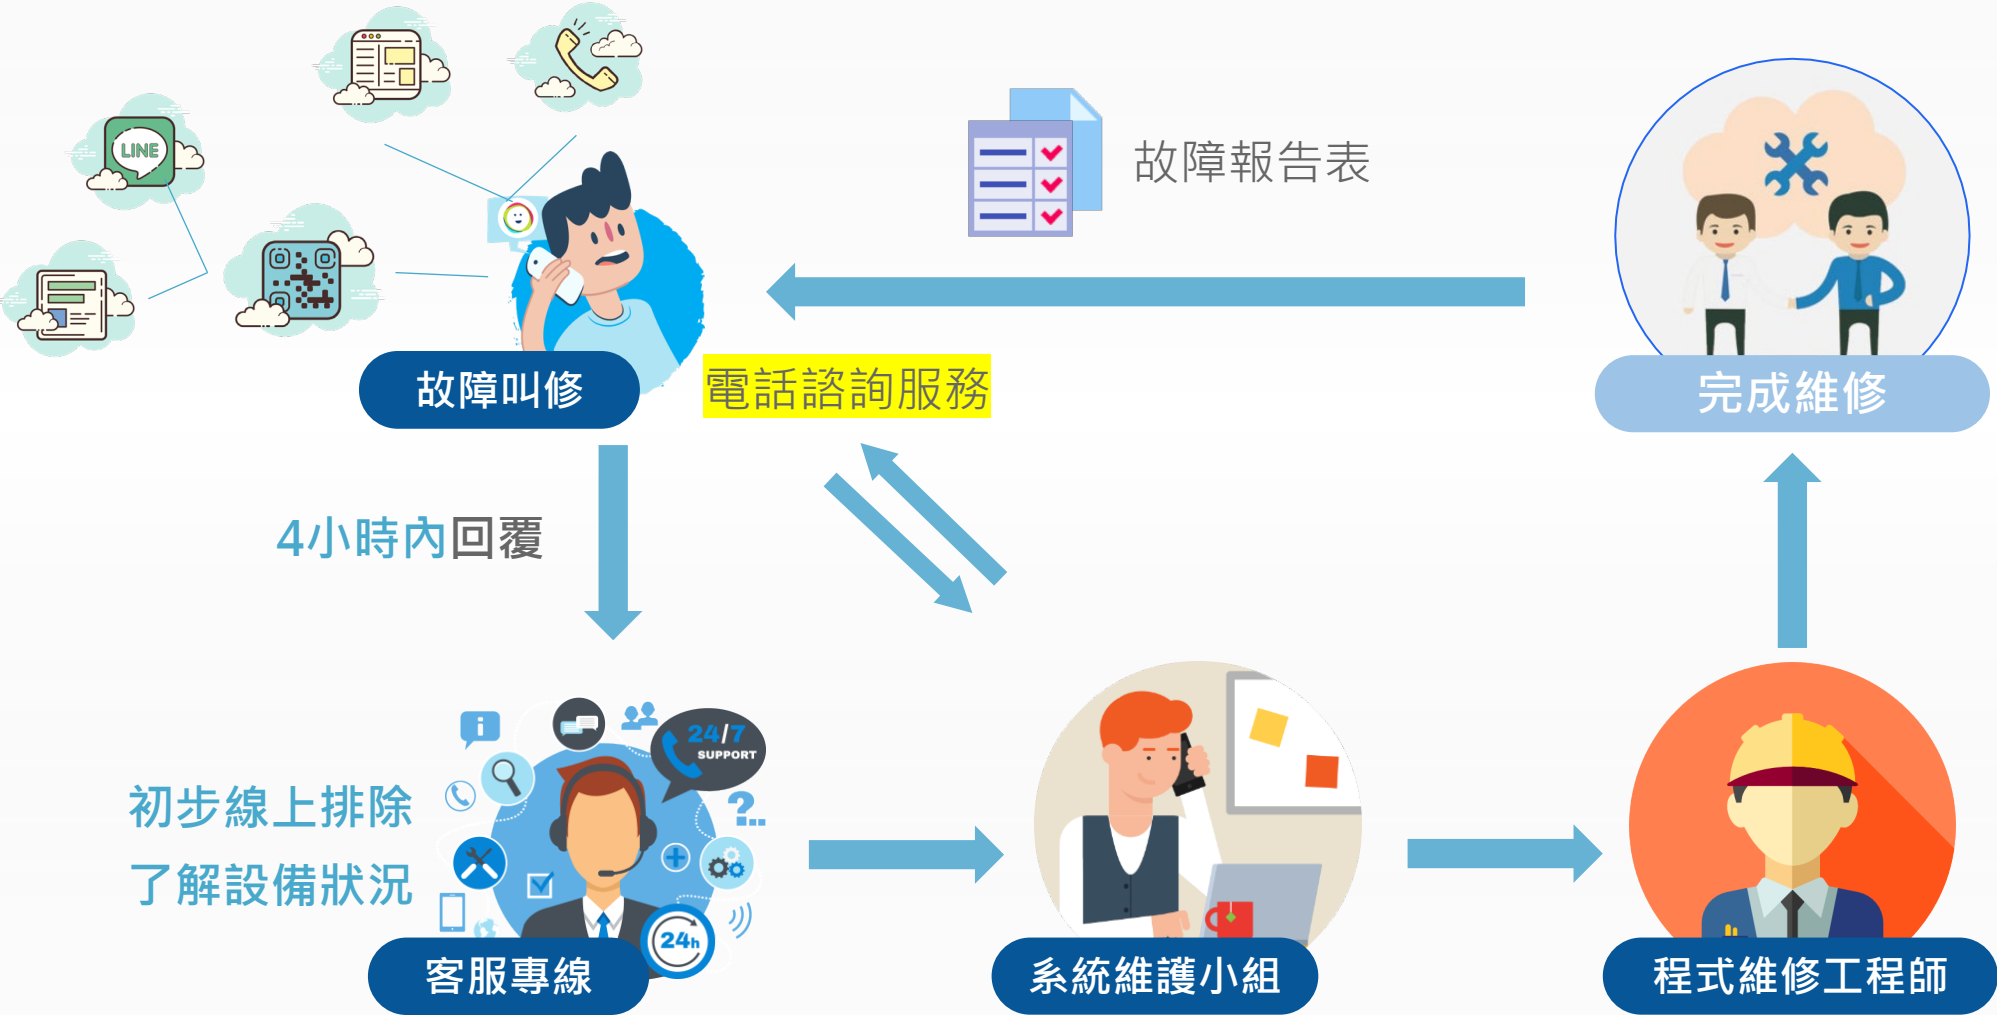 LINE
故障報告表
故障叫修
電話諮詢服務
完成維修
4小時內回覆
24/7
SUPPORT
初步線上排除
了解設備狀況
24h
客服專線
系統維護小組
程式維修工程師